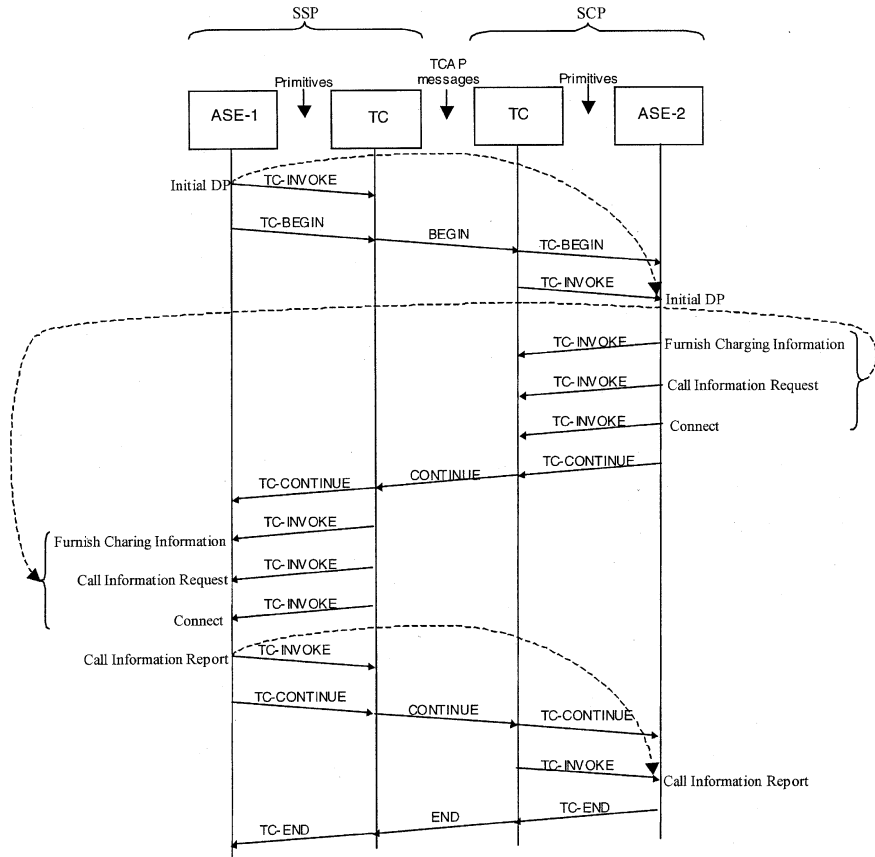 SSP
SCP
Primitives
TCAP
messages
Primitives
ASE-1
TC
TC
ASE-2
Initial DP
TC-INVOKE
TC-BEGIN
BEGIN
TC-BEGIN
TC-INVOKE
Initial DP
TC-INVOKE
Furnish Charging Information
TC-INVOKE
Call Information Request
TC-INVOKE
Connect
TC-CONTINUE
CONTINUE
TC-CONTINUE
Furnish Charing Information
TC-INVOKE
Call Information Request
TC-INVOKE
Connect
TC-INVOKE
Call Information Report
TC-INVOKE
TC-CONTINUE
CONTINUE
TC-CONTINUE
TC-INVOKE
Call Information Report
TC-END
END
TC-END